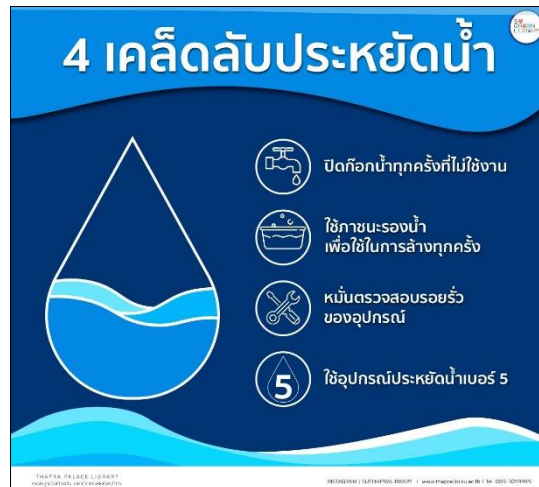 4 เคล็ดลับประหยัดน้ำ
ปิดก๊อกน้ำทุกครั้งที่ไม่ใช้งาน
ใช้ภาชนะรองน้ำ
เพื่อใช้ในการล้างทุกครั้ง
หมั่นตรวจสอบรอยรั่ว
ของอุปกรณ์
5
ใช้อุปกรณ์ประหยัดน้ำเบอร์ 5
THAPRA PALACE LIBRARY